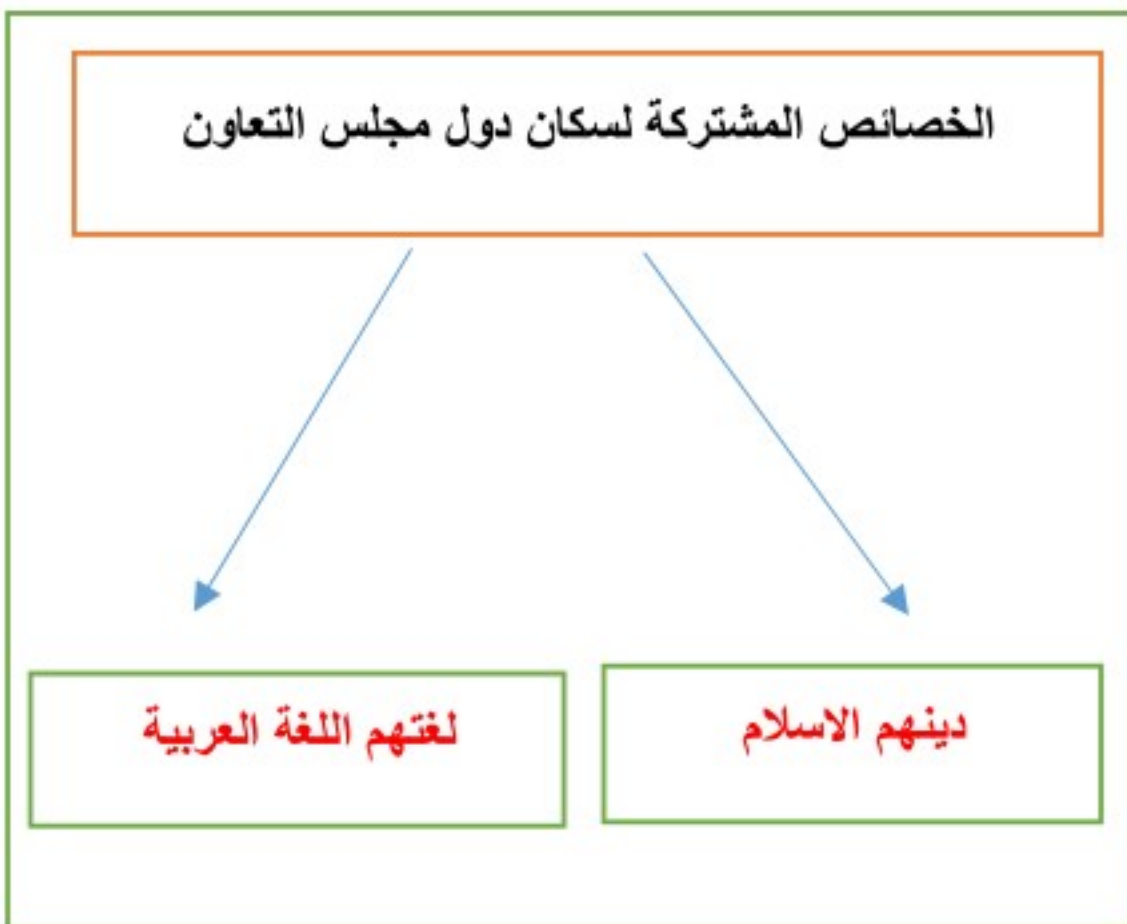 الخصائص المشتركة لسكان دول مجلس التعاون
دينهم الاسلام
لغتهم اللغة العربية